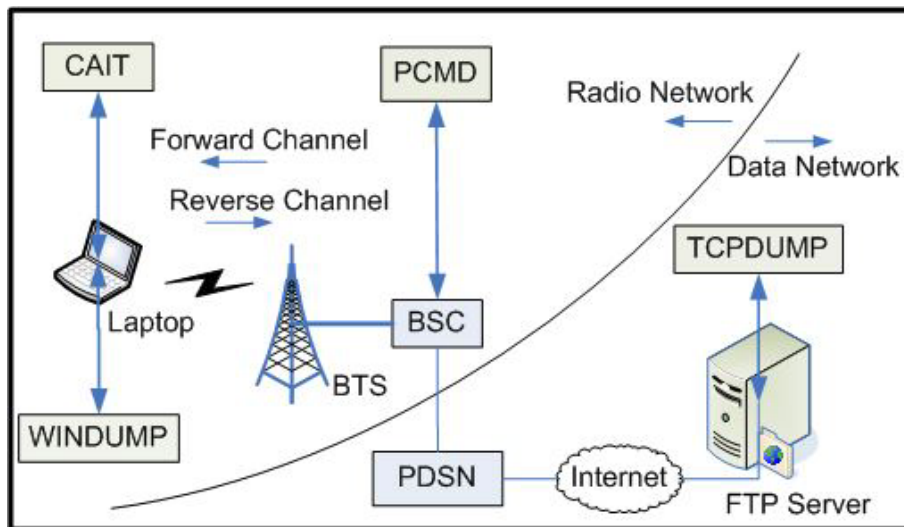 CAIT
PCMD
Radio Network
Forward Channel
Data Network
Reverse Channel
TCPDUMP
Laptop
BSC
BTS
WINDUMP
PDSN
Internet
FTP Server